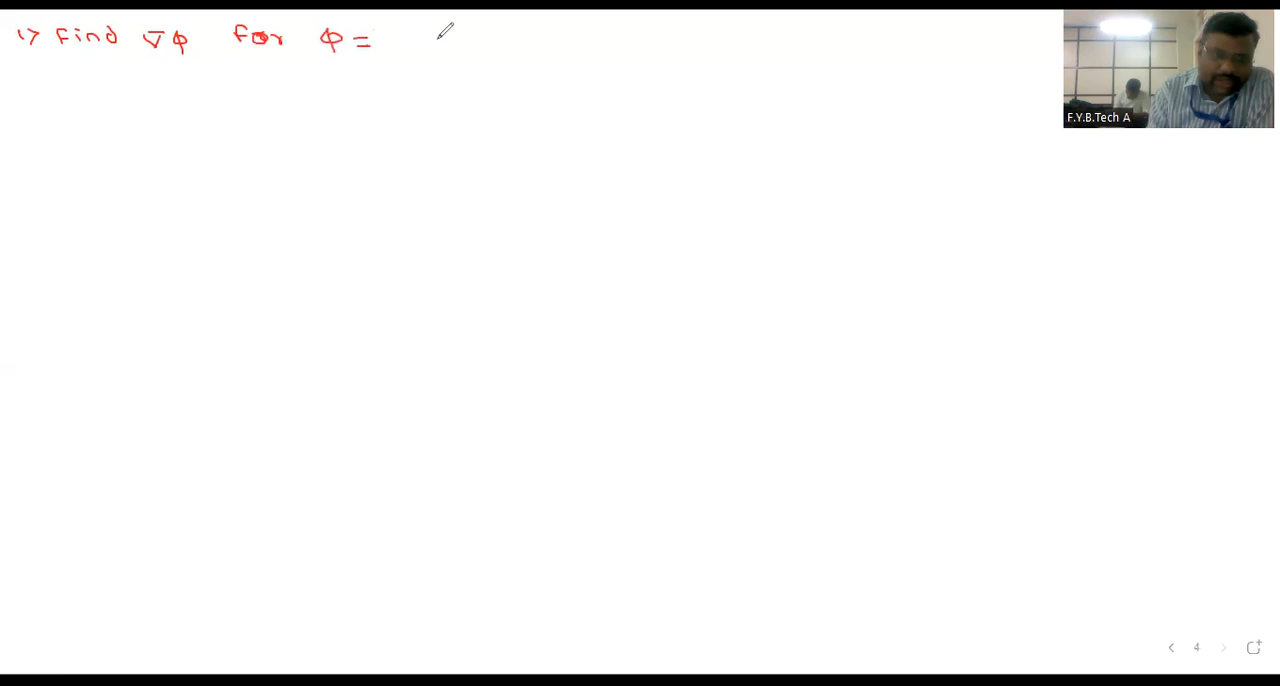 1> Find ∇φ for φ =
F.Y.B.Tech A
4